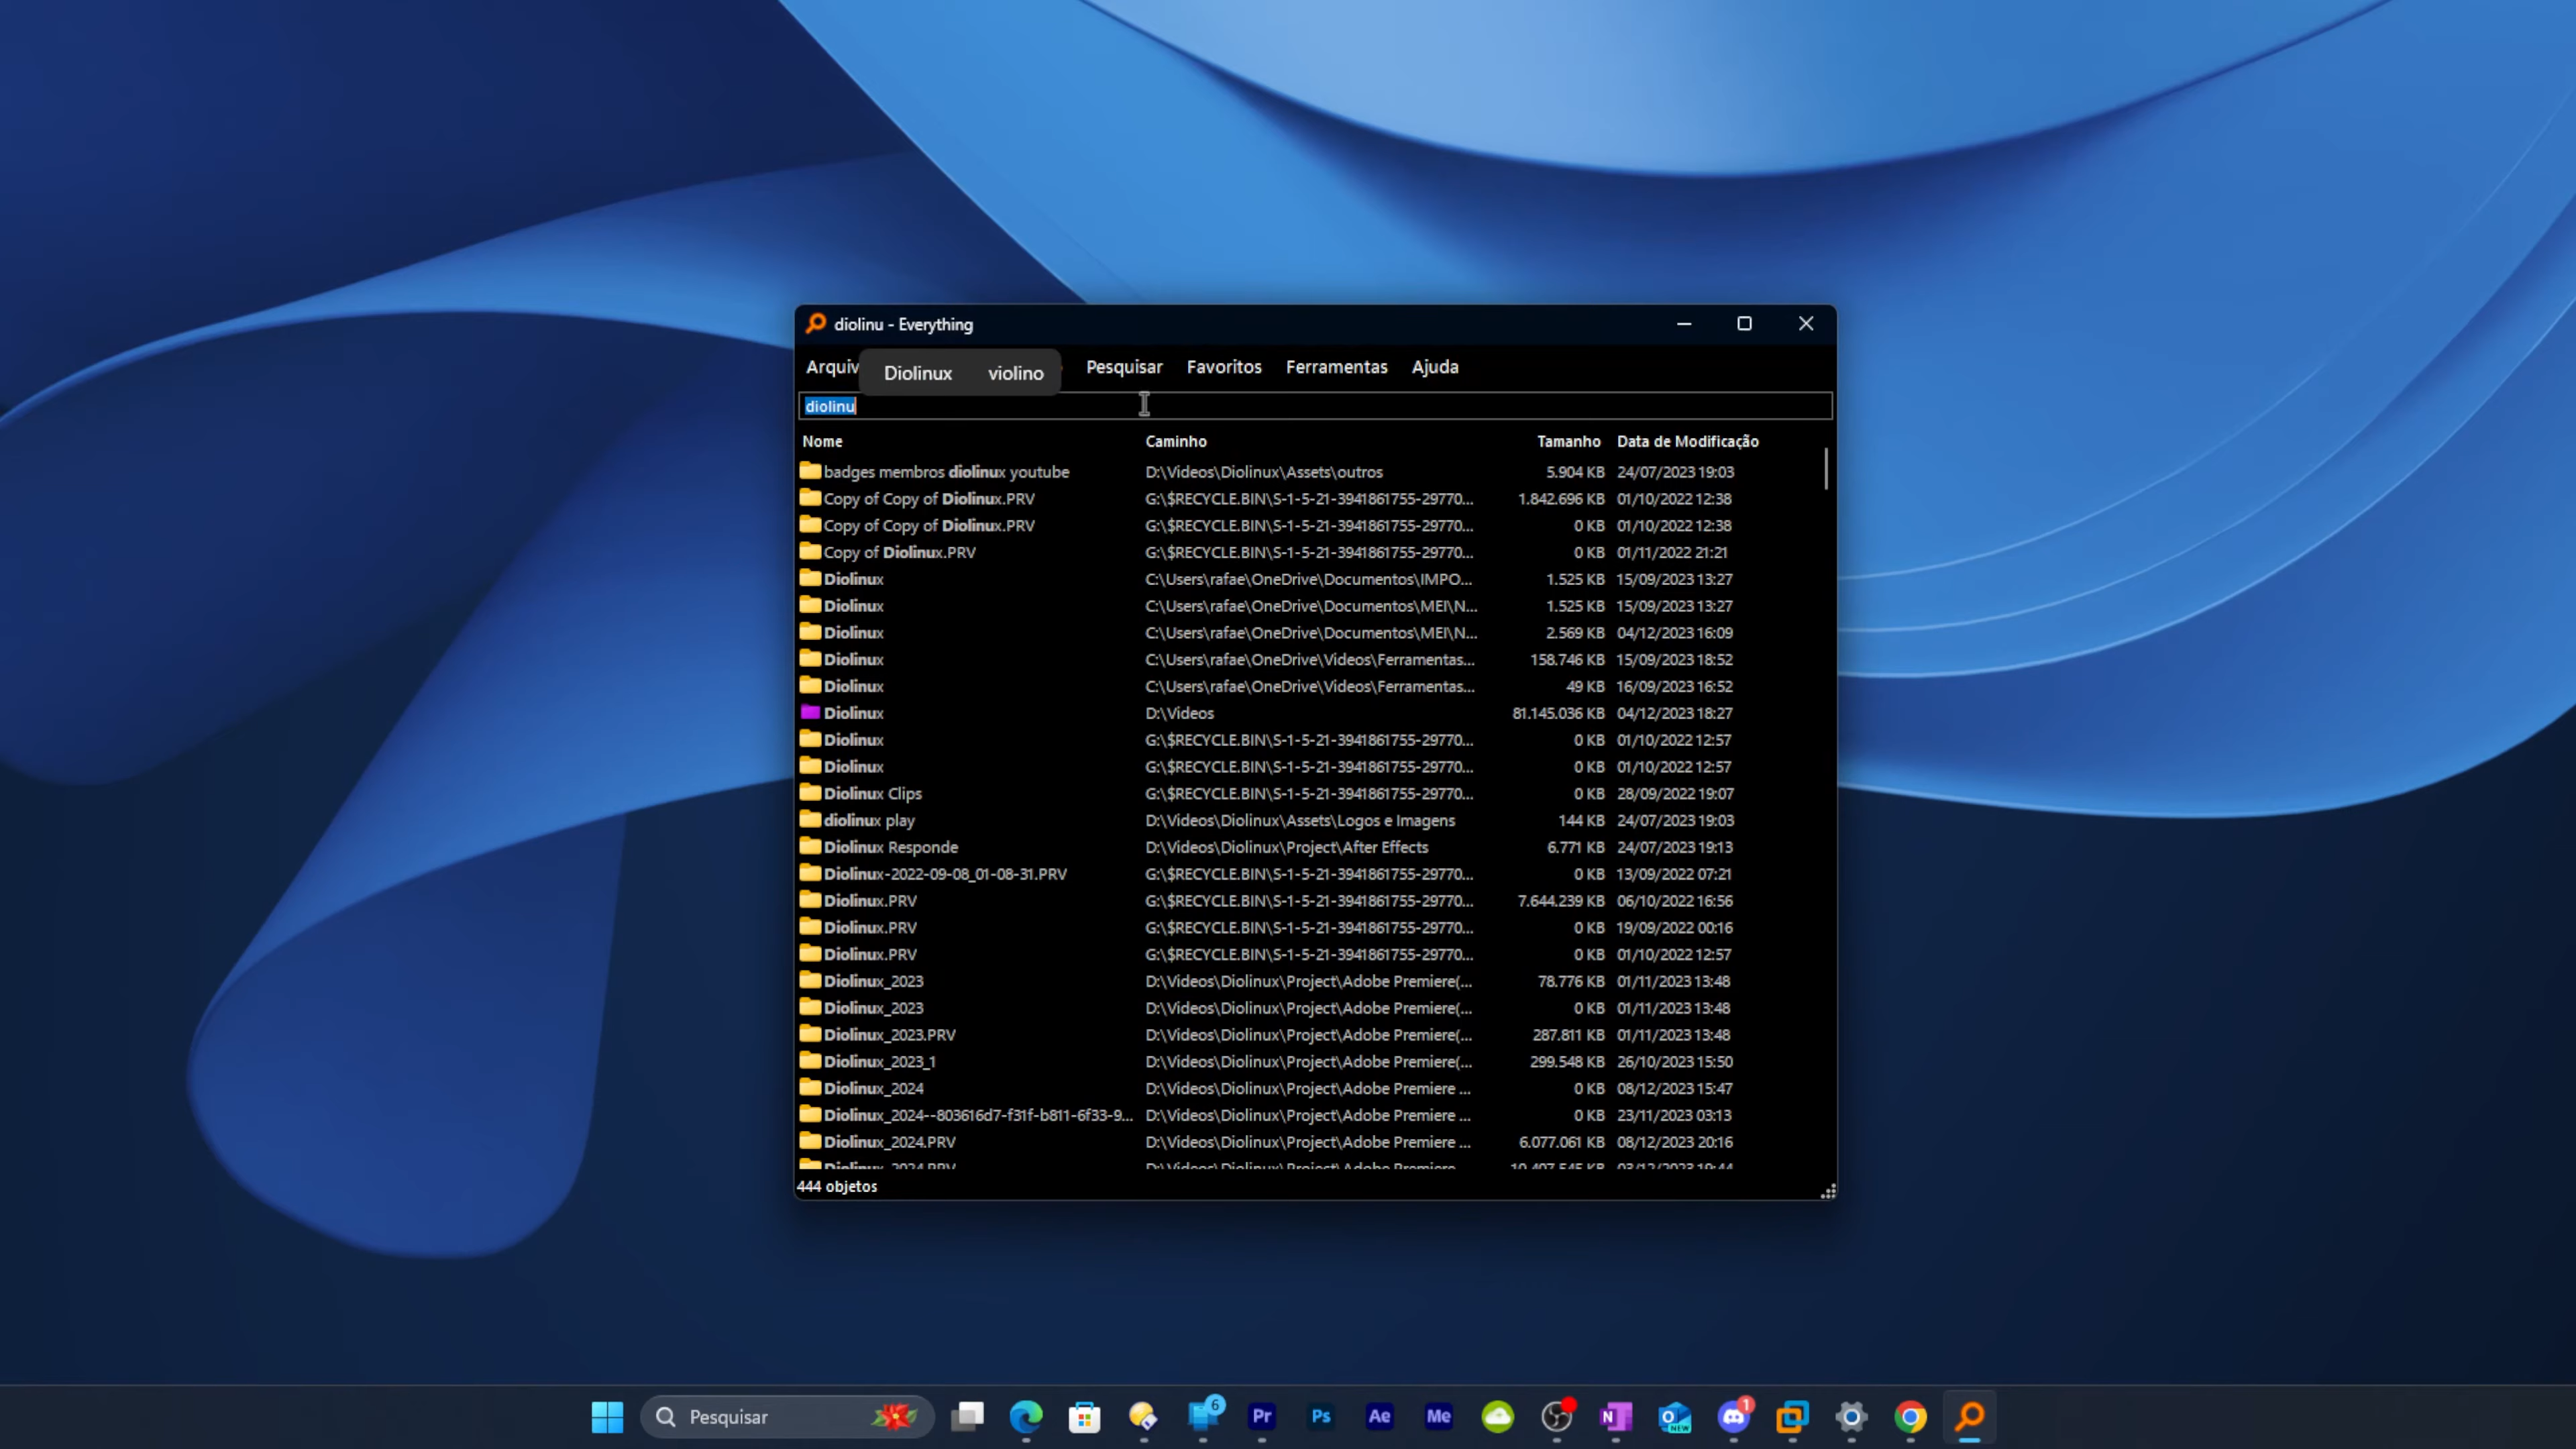 diolinu - Everything
Arquiv Pesquisar Favoritos Ferramentas Ajuda
Diolinux violino
diolinu
Nome Caminho Tamanho Data de Modificação
badges membros diolinux youtube D:\Videos\Diolinux\Assets\outros 5.904 KB 24/07/2023 19:03
Copy of Copy of Diolinux.PRV G:\$RECYCLE.BIN\S-1-5-21-3941861755-29770... 1.842.696 KB 01/10/2022 12:38
Copy of Copy of Diolinux.PRV G:\$RECYCLE.BIN\S-1-5-21-3941861755-29770... 0 KB 01/10/2022 12:38
Copy of Diolinux.PRV G:\$RECYCLE.BIN\S-1-5-21-3941861755-29770... 0 KB 01/11/2022 21:21
Diolinux C:\Users\rafae\OneDrive\Documentos\IMPO... 1.525 KB 15/09/2023 13:27
Diolinux C:\Users\rafae\OneDrive\Documentos\MEI\N... 1.525 KB 15/09/2023 13:27
Diolinux C:\Users\rafae\OneDrive\Documentos\MEI\N... 2.569 KB 04/12/2023 16:09
Diolinux C:\Users\rafae\OneDrive\Videos\Ferramentas... 158.746 KB 15/09/2023 18:52
Diolinux C:\Users\rafae\OneDrive\Videos\Ferramentas... 49 KB 16/09/2023 16:52
Diolinux D:\Videos 81.145.036 KB 04/12/2023 18:27
Diolinux G:\$RECYCLE.BIN\S-1-5-21-3941861755-29770... 0 KB 01/10/2022 12:57
Diolinux G:\$RECYCLE.BIN\S-1-5-21-3941861755-29770... 0 KB 01/10/2022 12:57
Diolinux Clips G:\$RECYCLE.BIN\S-1-5-21-3941861755-29770... 0 KB 28/09/2022 19:07
diolinux play D:\Videos\Diolinux\Assets\Logos e Imagens 144 KB 24/07/2023 19:03
Diolinux Responde D:\Videos\Diolinux\Project\After Effects 6.771 KB 24/07/2023 19:13
Diolinux-2022-09-08_01-08-31.PRV G:\$RECYCLE.BIN\S-1-5-21-3941861755-29770... 0 KB 13/09/2022 07:21
Diolinux.PRV G:\$RECYCLE.BIN\S-1-5-21-3941861755-29770... 7.644.239 KB 06/10/2022 16:56
Diolinux.PRV G:\$RECYCLE.BIN\S-1-5-21-3941861755-29770... 0 KB 19/09/2022 00:16
Diolinux.PRV G:\$RECYCLE.BIN\S-1-5-21-3941861755-29770... 0 KB 01/10/2022 12:57
Diolinux_2023 D:\Videos\Diolinux\Project\Adobe Premiere(... 78.776 KB 01/11/2023 13:48
Diolinux_2023 D:\Videos\Diolinux\Project\Adobe Premiere(... 0 KB 01/11/2023 13:48
Diolinux_2023.PRV D:\Videos\Diolinux\Project\Adobe Premiere(... 287.811 KB 01/11/2023 13:48
Diolinux_2023_1 D:\Videos\Diolinux\Project\Adobe Premiere(... 299.548 KB 26/10/2023 15:50
Diolinux_2024 D:\Videos\Diolinux\Project\Adobe Premiere ... 0 KB 08/12/2023 15:47
Diolinux_2024--803616d7-f31f-b811-6f33-9... D:\Videos\Diolinux\Project\Adobe Premiere ... 0 KB 23/11/2023 03:13
Diolinux_2024.PRV D:\Videos\Diolinux\Project\Adobe Premiere ... 6.077.061 KB 08/12/2023 20:16
Diolinux_2024.PRV D:\Videos\Diolinux\Project\Adobe Premiere
444 objetos
Pesquisar 6 Pr Ps Ae Me N O NEW 1